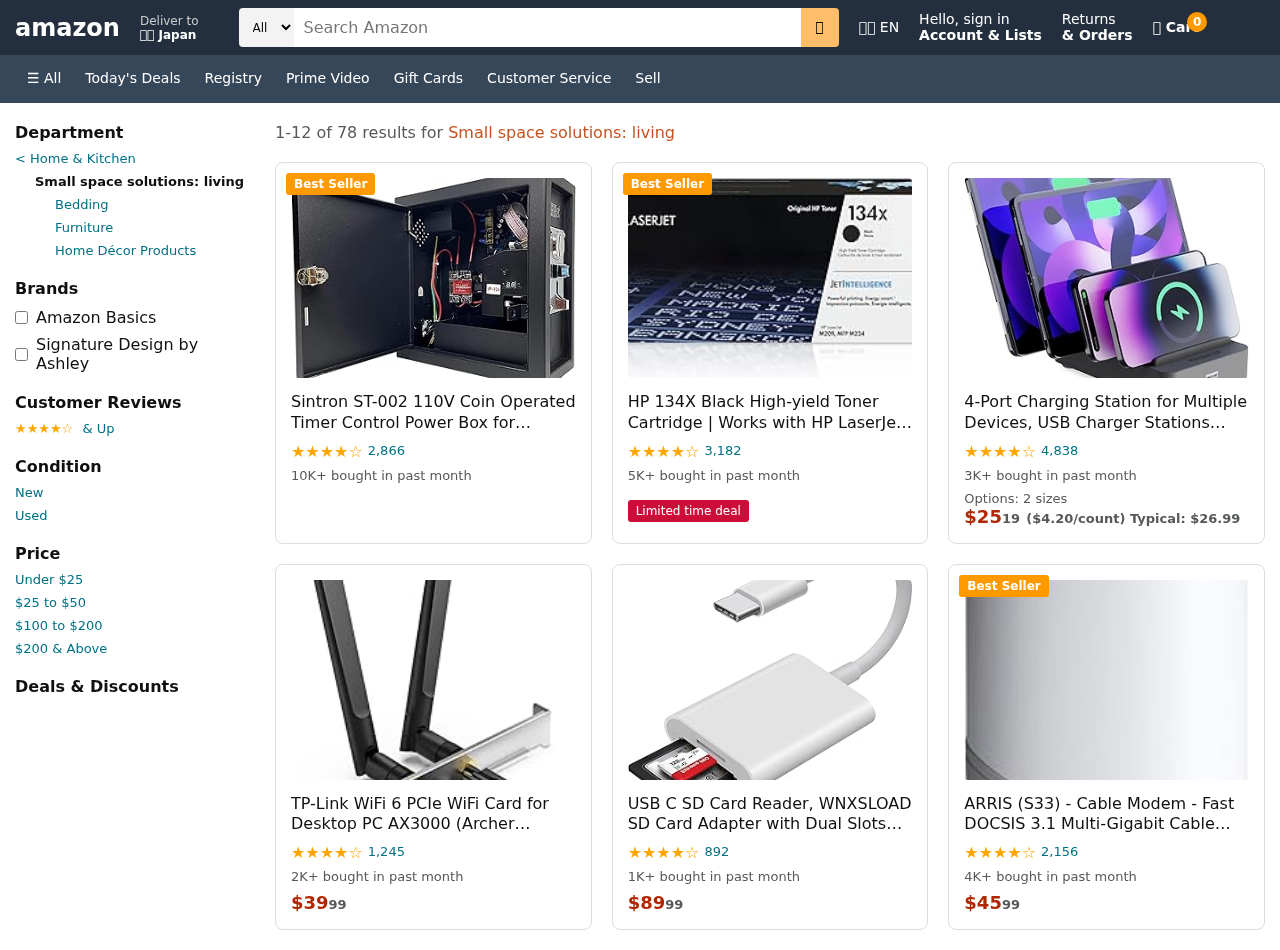 amazon
Deliver to
Japan
All
Search Amazon
EN
Hello, sign in
Account & Lists
Returns
& Orders
0
☰ All
Today's Deals
Registry
Prime Video
Gift Cards
Customer Service
Sell
Department
< Home & Kitchen
Small space solutions: living
Bedding
Furniture
Home Décor Products
Brands
Amazon Basics
Signature Design by
Ashley
Customer Reviews
★★★★☆ & Up
Condition
New
Used
Price
Under $25
$25 to $50
$100 to $200
$200 & Above
Deals & Discounts
1-12 of 78 results for Small space solutions: living
Best Seller
Sintron ST-002 110V Coin Operated
Timer Control Power Box for…
★★★★☆ 2,866
10K+ bought in past month
Best Seller
LASERJET
Original HP Toner
134x
JETINTELLIGENCE
HP 134X Black High-yield Toner
Cartridge | Works with HP LaserJe…
★★★★☆ 3,182
5K+ bought in past month
Limited time deal
4-Port Charging Station for Multiple
Devices, USB Charger Stations…
★★★★☆ 4,838
3K+ bought in past month
Options: 2 sizes
$2519 ($4.20/count) Typical: $26.99
TP-Link WiFi 6 PCIe WiFi Card for
Desktop PC AX3000 (Archer…
★★★★☆ 1,245
2K+ bought in past month
$3999
USB C SD Card Reader, WNXSLOAD
SD Card Adapter with Dual Slots…
★★★★☆ 892
1K+ bought in past month
$8999
Best Seller
ARRIS (S33) - Cable Modem - Fast
DOCSIS 3.1 Multi-Gigabit Cable…
★★★★☆ 2,156
4K+ bought in past month
$4599